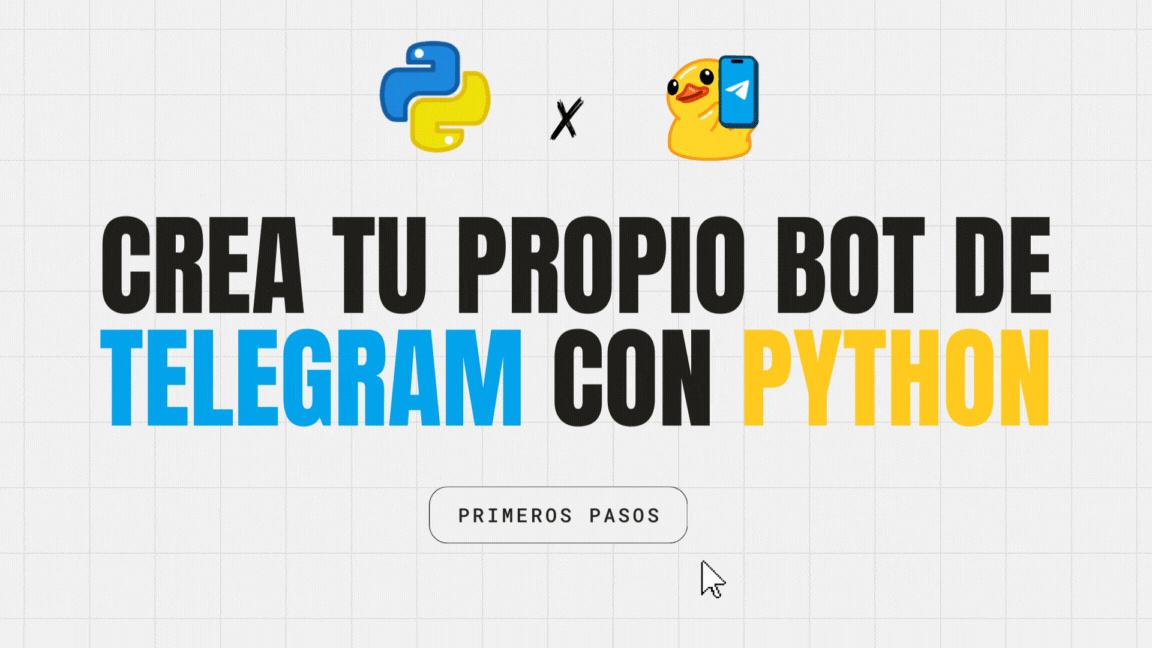 X
CREA TU PROPIO BOT DE
TELEGRAM CON PYTHON
PRIMEROS PASOS